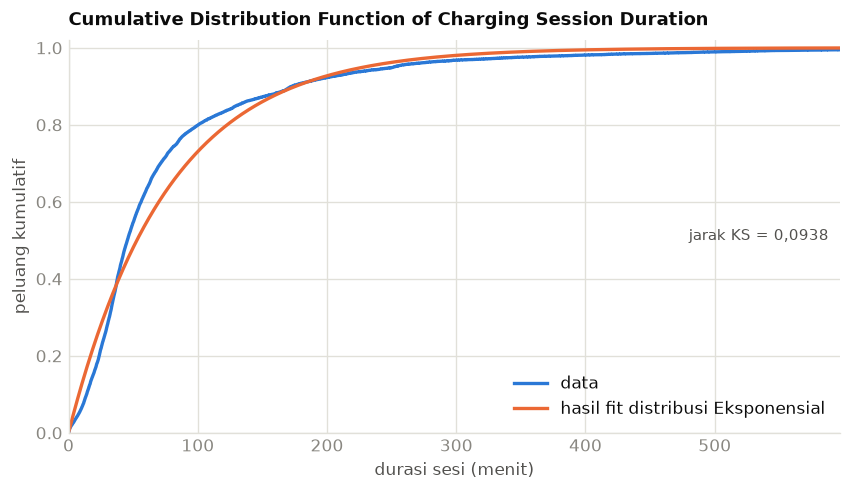 Cumulative Distribution Function of Charging Session Duration
1.0
0.8
0.6
0.4
0.2
0.0
peluang kumulatif
jarak KS = 0,0938
data
hasil fit distribusi Eksponensial
0 100 200 300 400 500
durasi sesi (menit)